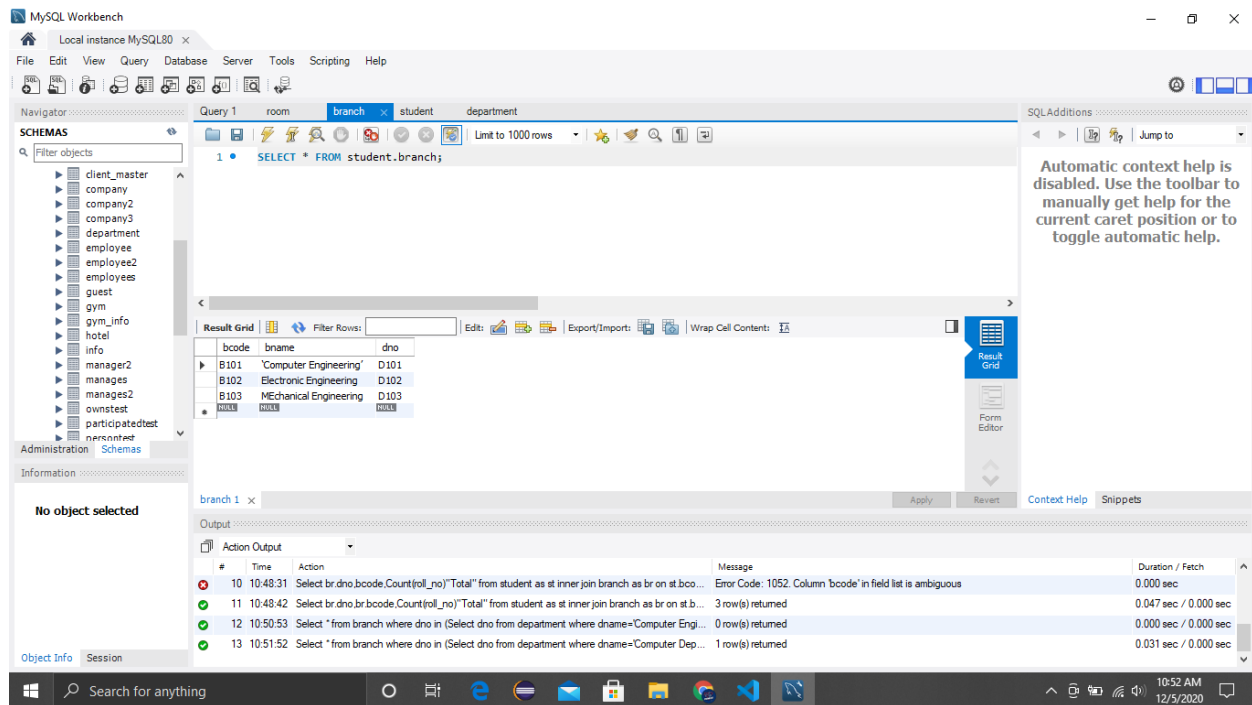 MySQL Workbench
Local instance MySQL80
File Edit View Query Database Server Tools Scripting Help
Navigator
SCHEMAS
Filter objects
client_master
company
company2
company3
department
employee
employee2
employees
guest
gym
gym_info
hotel
info
manager2
manages
manages2
ownstest
participatedtest
persontest
Administration Schemas
Information
No object selected
Object Info Session
Query 1 room branch student department
Limit to 1000 rows
1 SELECT * FROM student.branch;
Result Grid Filter Rows: Edit: Export/Import: Wrap Cell Content:
bcode bname dno
B101 'Computer Engineering' D101
B102 Electronic Engineering D102
B103 MEchanical Engineering D103
NULL NULL NULL
Result Grid
Form Editor
branch 1
Apply Revert
Output
Action Output
# Time Action Message Duration / Fetch
10 10:48:31 Select br.dno,bcode,Count(roll_no)"Total" from student as st inner join branch as br on st.bco... Error Code: 1052. Column 'bcode' in field list is ambiguous 0.000 sec
11 10:48:42 Select br.dno,br.bcode,Count(roll_no)"Total" from student as st inner join branch as br on st.b... 3 row(s) returned 0.047 sec / 0.000 sec
12 10:50:53 Select * from branch where dno in (Select dno from department where dname='Computer Engi... 0 row(s) returned 0.000 sec / 0.000 sec
13 10:51:52 Select * from branch where dno in (Select dno from department where dname='Computer Dep... 1 row(s) returned 0.031 sec / 0.000 sec
SQLAdditions
Jump to
Automatic context help is
disabled. Use the toolbar to
manually get help for the
current caret position or to
toggle automatic help.
Context Help Snippets
Search for anything
10:52 AM
12/5/2020